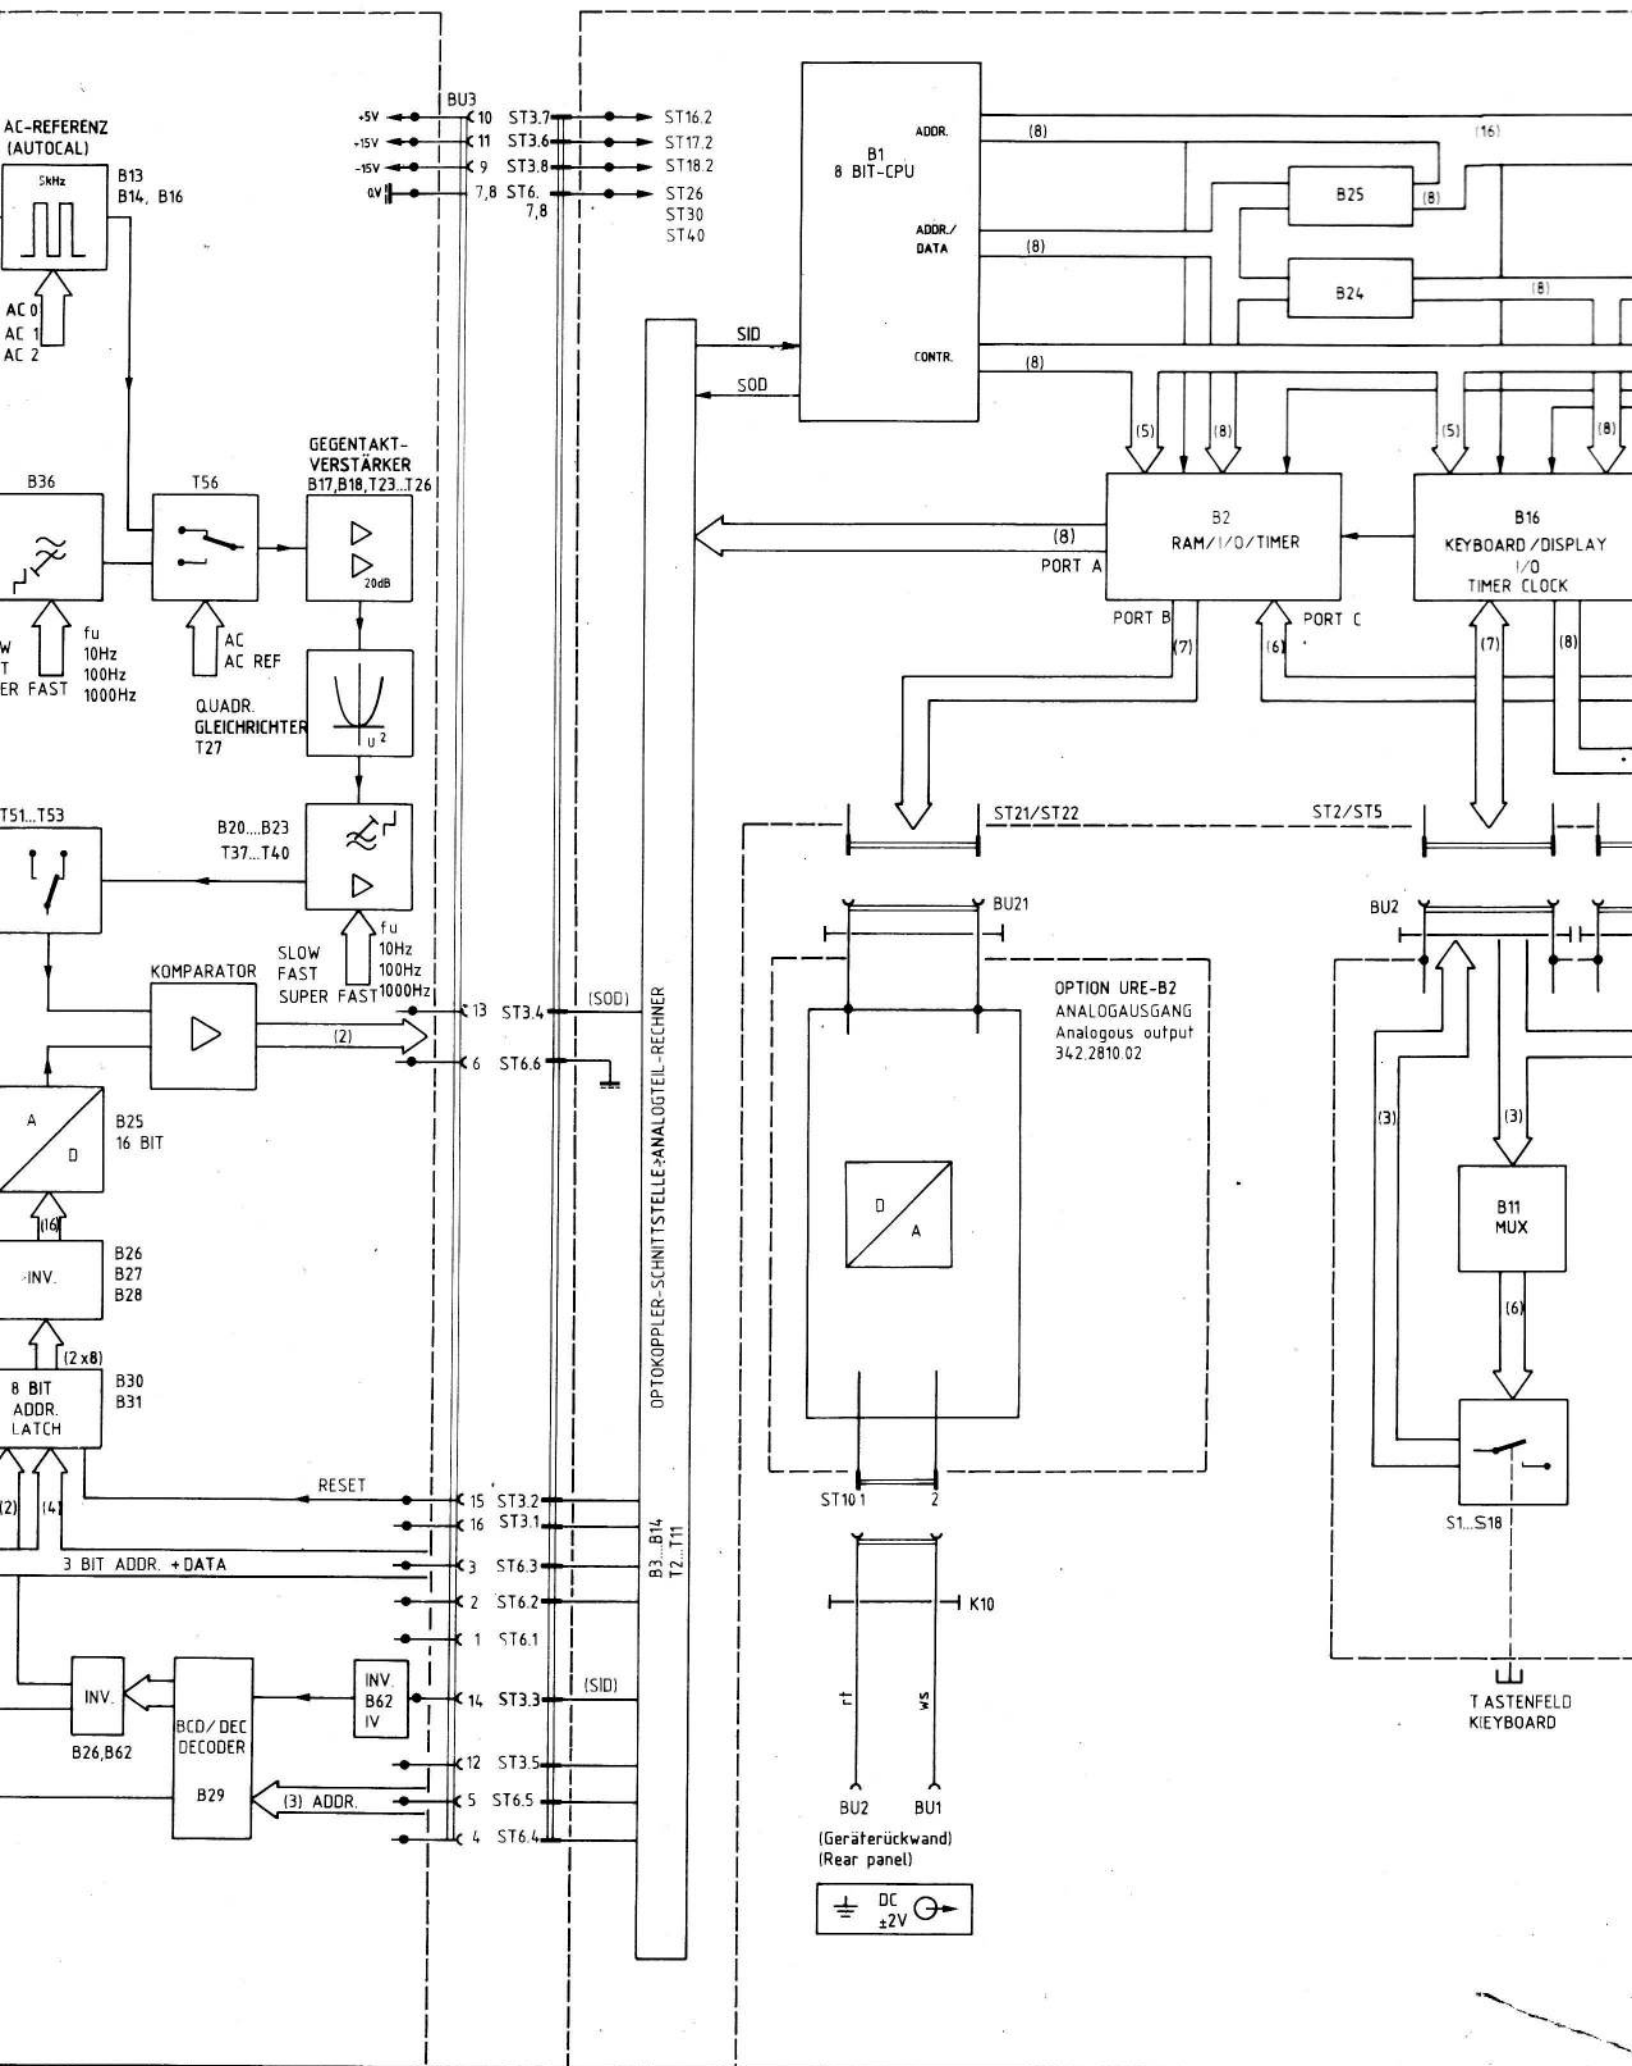 AC-REFERENZ
(AUTOCAL)
5kHz
B13
B14, B16
AC 0
AC 1
AC 2
BU3
+5V
10 ST3.7
ST16.2
+15V
11 ST3.6
ST17.2
-15V
9 ST3.8
ST18.2
0V
7,8 ST6.
7,8
ST26
ST30
ST40
B1
8 BIT-CPU
ADDR.
ADDR./
DATA
CONTR.
(8)
(8)
(8)
(16)
B25
(8)
B24
(8)
SID
SOD
(5)
(8)
(5)
(8)
B36
T56
GEGENTAKT-
VERSTÄRKER
B17,B18,T23...T26
20dB
fu
10Hz
100Hz
1000Hz
ER FAST
AC
AC REF
QUADR.
GLEICHRICHTER
T27
U²
(8)
PORT A
B2
RAM/I/O/TIMER
B16
KEYBOARD/DISPLAY
I/O
TIMER CLOCK
PORT B
(7)
(6)
PORT C
(7)
(8)
T51...T53
B20....B23
T37...T40
SLOW
FAST
SUPER FAST
fu
10Hz
100Hz
1000Hz
KOMPARATOR
(2)
13 ST3.4
(SOD)
6 ST6.6
A
D
B25
16 BIT
(16)
INV.
B26
B27
B28
(2x8)
8 BIT
ADDR.
LATCH
B30
B31
(2)
(4)
RESET
15 ST3.2
16 ST3.1
3 BIT ADDR. +DATA
3 ST6.3
2 ST6.2
1 ST6.1
INV.
B26,B62
BCD/DEC
DECODER
B29
INV.
B62
IV
14 ST3.3
(SID)
12 ST3.5
(3) ADDR.
5 ST6.5
4 ST6.4
OPTOKOPPLER-SCHNITTSTELLE→ANALOGTEIL-RECHNER
B3...B14
T2...T11
ST21/ST22
BU21
OPTION URE-B2
ANALOGAUSGANG
Analogous output
342.2810.02
D
A
ST10 1 2
K10
rt
ws
BU2
BU1
(Geräterückwand)
(Rear panel)
DC
±2V
ST2/ST5
BU2
(3)
(3)
B11
MUX
(6)
S1...S18
TASTENFELD
KEYBOARD